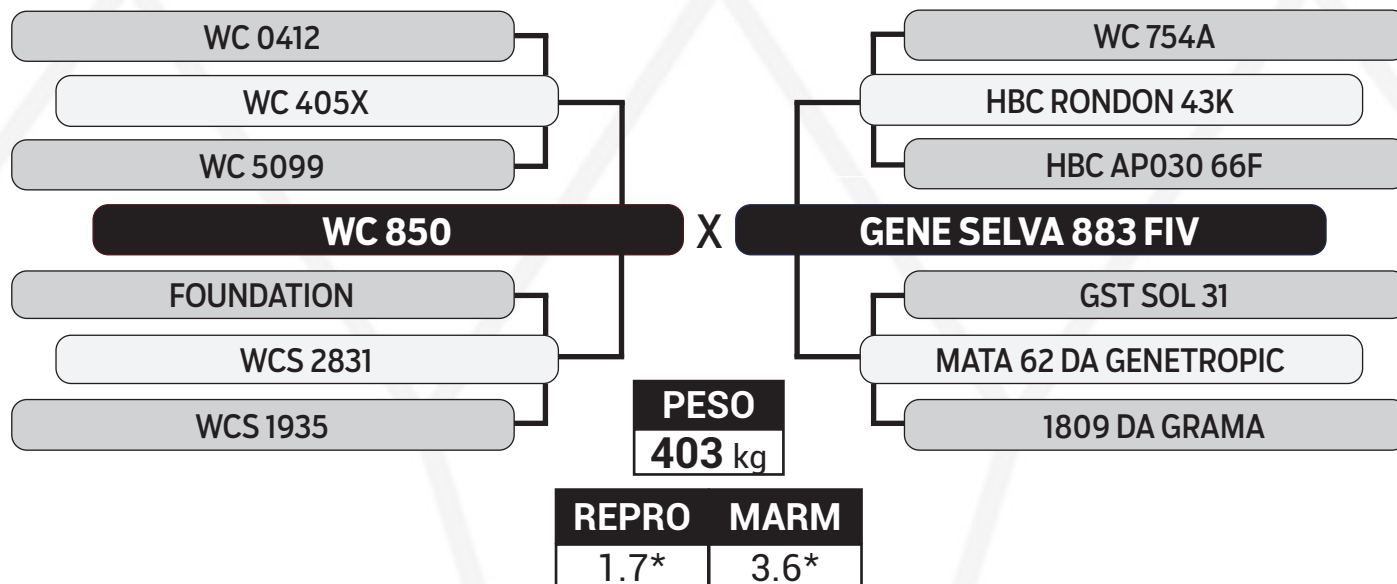 WC 0412
WC 405X
WC 5099
WC 754A
HBC RONDON 43K
HBC AP030 66F
WC 850 X GENE SELVA 883 FIV
FOUNDATION
WCS 2831
WCS 1935
GST SOL 31
MATA 62 DA GENETROPIC
1809 DA GRAMA
PESO
403 kg
REPRO MARM
1.7* 3.6*